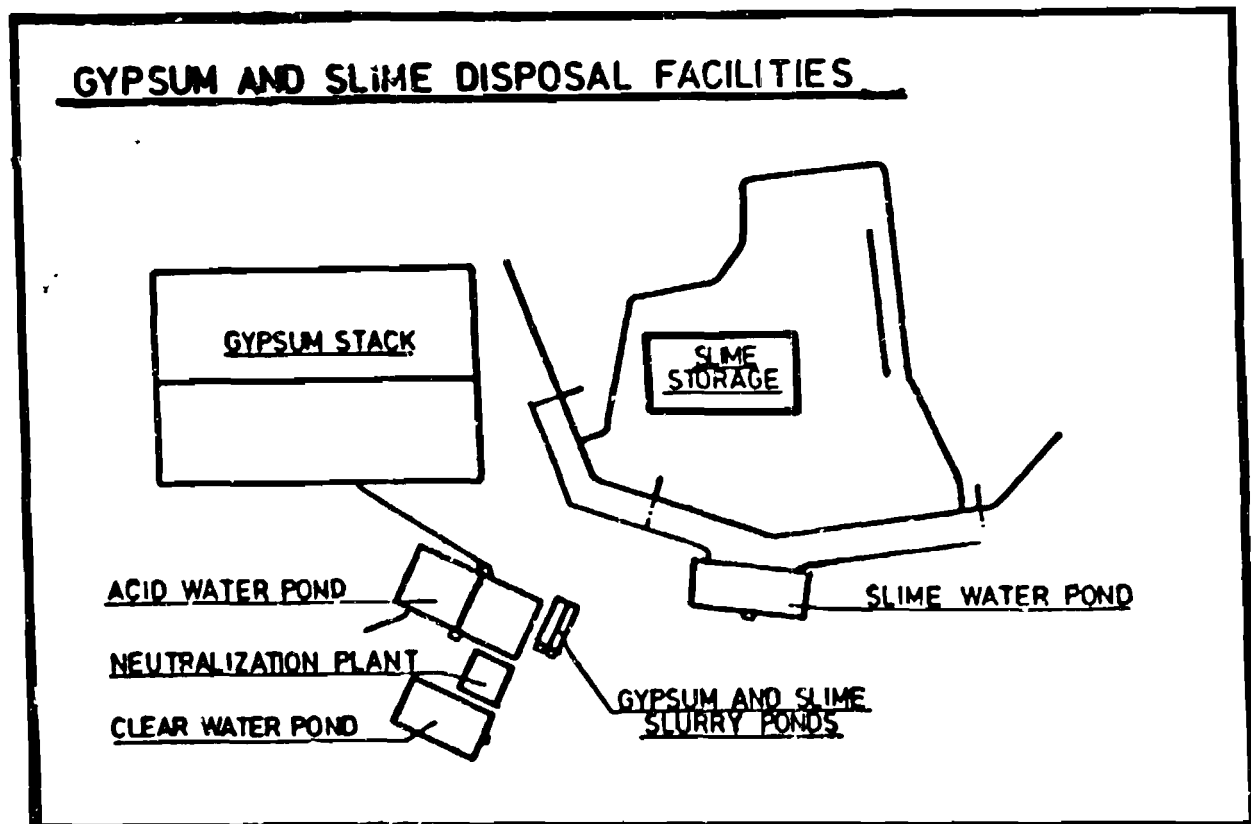 GYPSUM AND SLIME DISPOSAL FACILITIES
GYPSUM STACK
SLIME
STORAGE
ACID WATER POND
SLIME WATER POND
NEUTRALIZATION PLANT
GYPSUM AND SLIME
SLURRY PONDS
CLEAR WATER POND